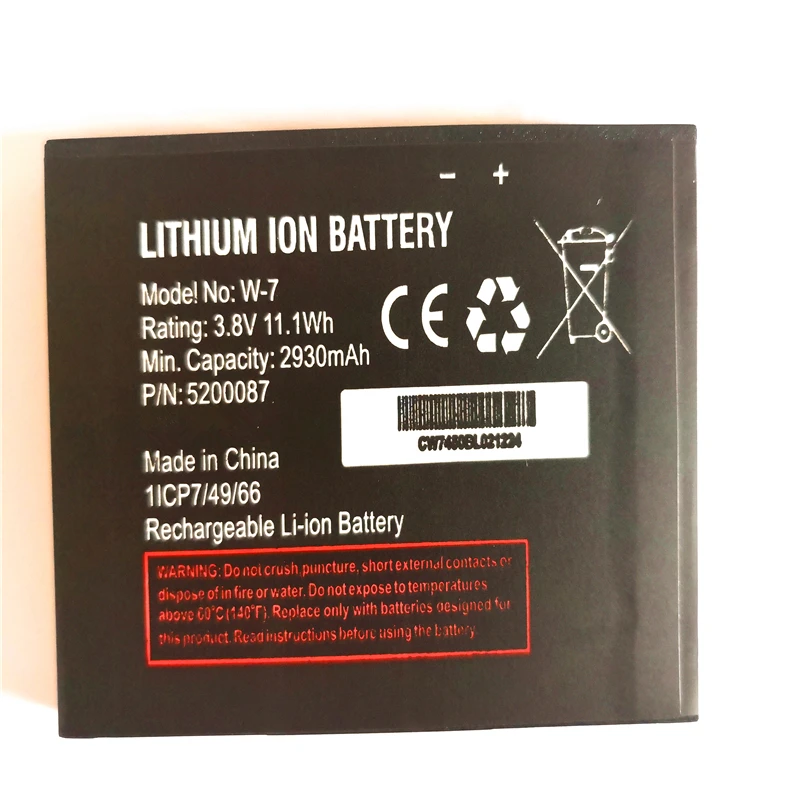 - +
LITHIUM ION BATTERY
Model No: W-7
Rating: 3.8V 11.1Wh
Min. Capacity: 2930mAh
P/N: 5200087
CE
CW7450BL021224
Made in China
1ICP7/49/66
Rechargeable Li-ion Battery
WARNING: Do not crush, puncture, short external contacts or
dispose of in fire or water. Do not expose to temperatures
above 60°C(140°F). Replace only with batteries designed for
this product. Read instructions before using the battery.